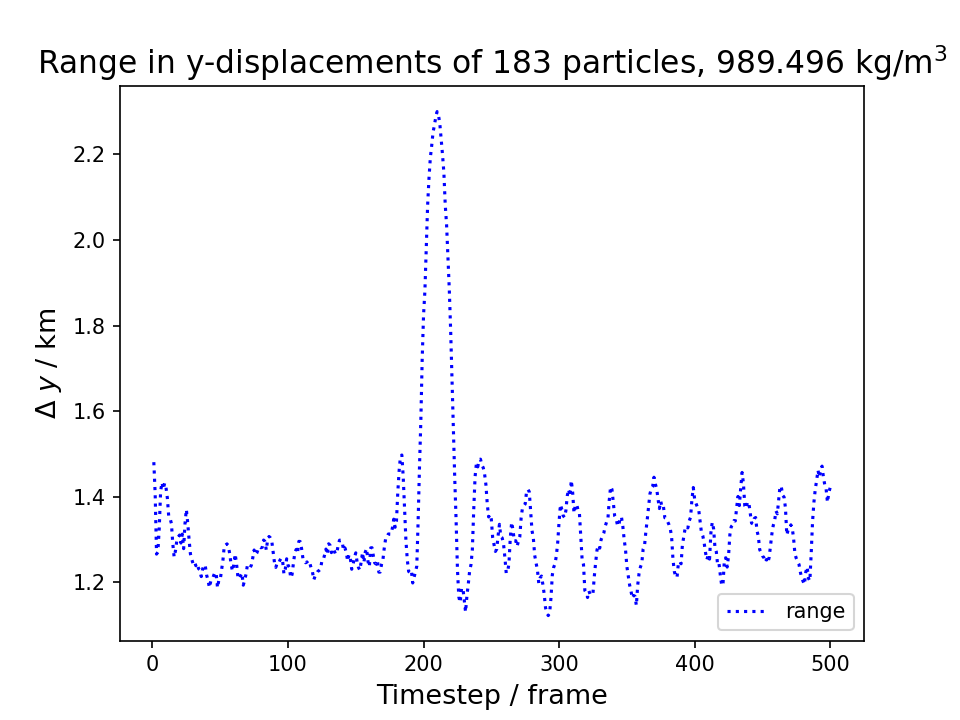 Range in y-displacements of 183 particles, 989.496 kg/m³
Δ y / km
2.2
2.0
1.8
1.6
1.4
1.2
range
0 100 200 300 400 500
Timestep / frame